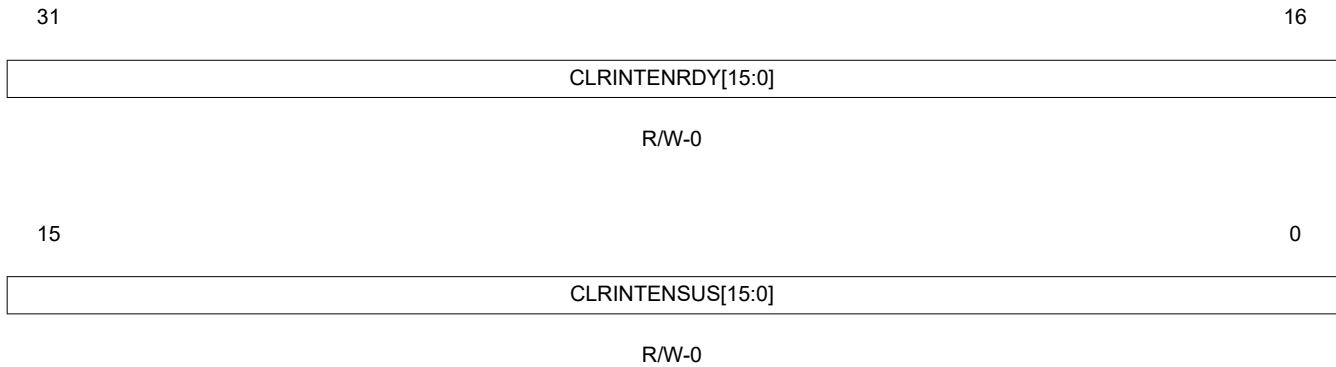 31 16
CLRINTENRDY[15:0]
R/W-0
15 0
CLRINTENSUS[15:0]
R/W-0